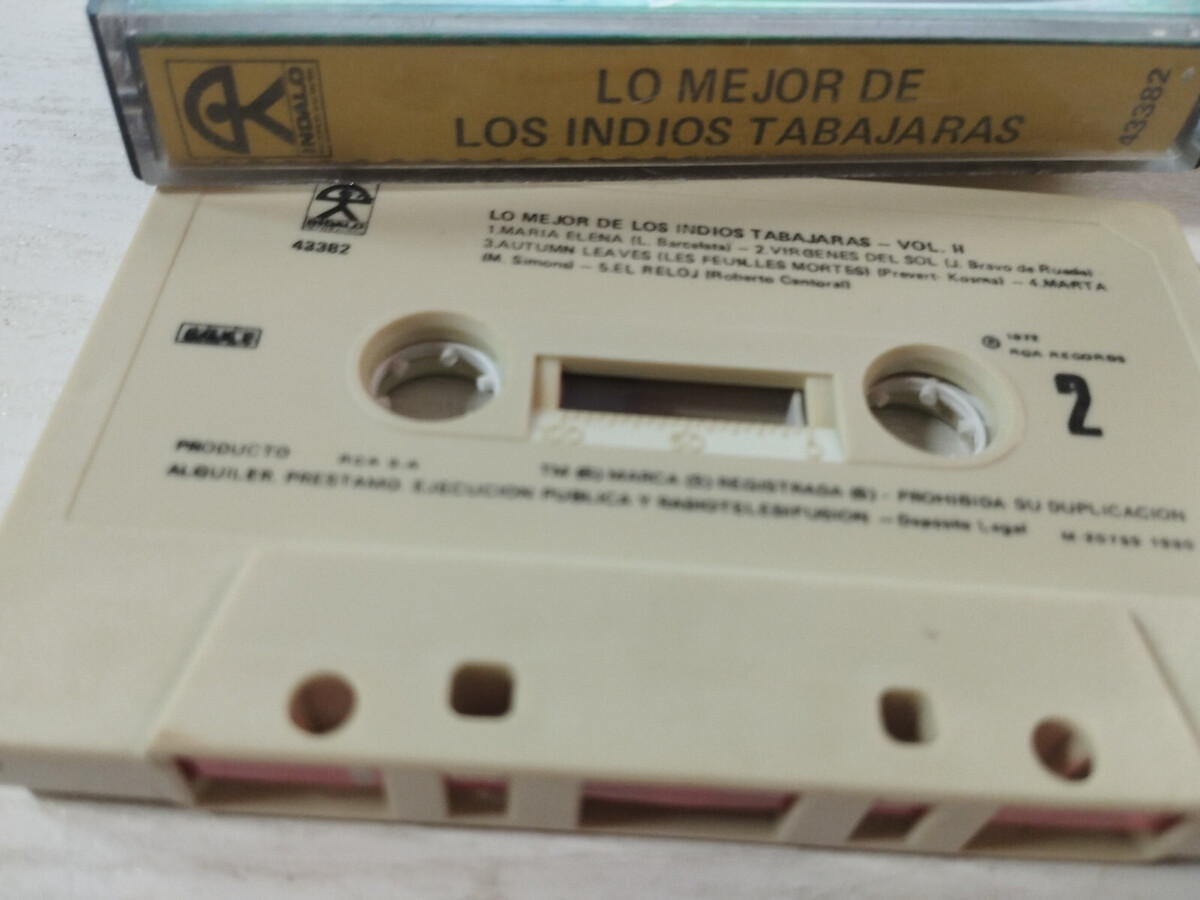 INDALO
LO MEJOR DE
LOS INDIOS TABAJARAS
43382
INDALO
43382
LO MEJOR DE LOS INDIOS TABAJARAS – VOL. II
1.MARIA ELENA (L. Barcelata) – 2.VIRGENES DEL SOL (J. Bravo de Rueda)
3.AUTUMN LEAVES (LES FEUILLES MORTES) (Prevert- Kosma) – 4.MARTA
(M. Simons) – 5.EL RELOJ (Roberto Cantoral)
RCA RECORDS
2
PRODUCTO RCA S.A
TM (R) MARCA (S) REGISTRADA (S) - PROHIBIDA SU DUPLICACION
ALQUILER, PRESTAMO, EJECUCION PUBLICA Y RADIOTELEDIFUSION – Deposito Legal